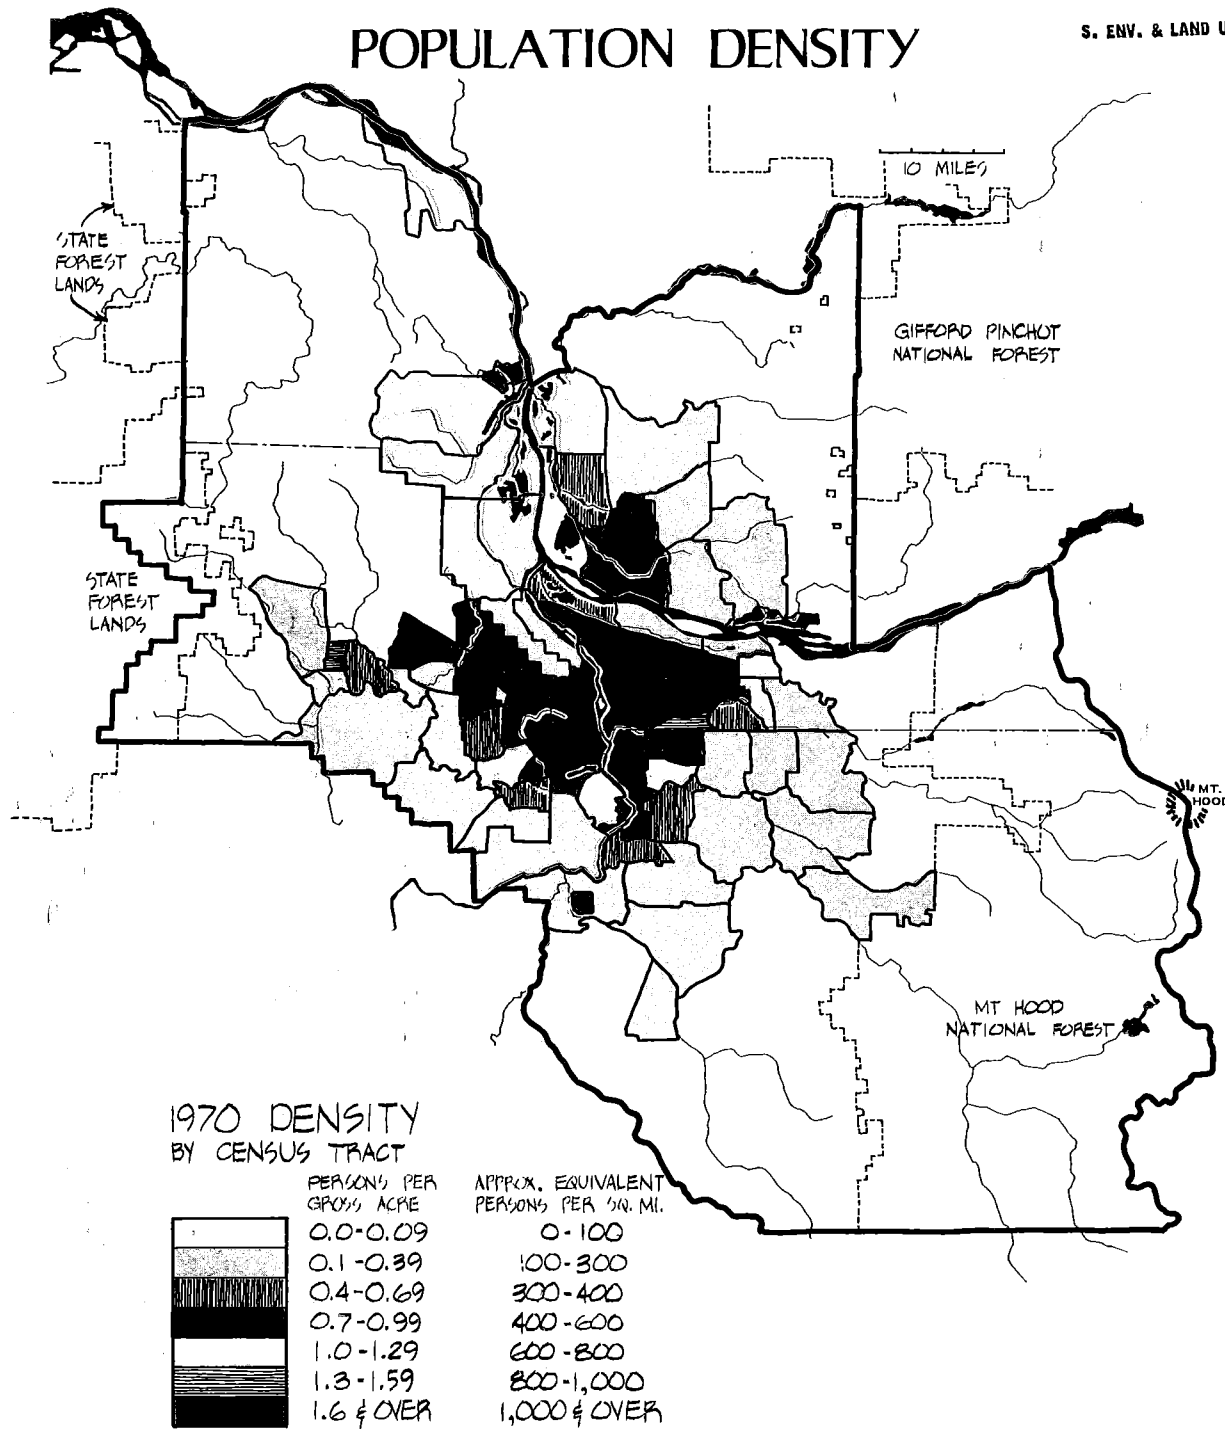 POPULATION DENSITY
S. ENV. & LAND U
10 MILES
STATE
FOREST
LANDS
GIFFORD PINCHOT
NATIONAL FOREST
STATE
FOREST
LANDS
MT.
HOOD
MT HOOD
NATIONAL FOREST
1970 DENSITY
BY CENSUS TRACT
PERSONS PER
GROSS ACRE
APPROX. EQUIVALENT
PERSONS PER SQ. MI.
0.0-0.09 0-100
0.1-0.39 100-300
0.4-0.69 300-400
0.7-0.99 400-600
1.0-1.29 600-800
1.3-1.59 800-1,000
1.6 & OVER 1,000 & OVER